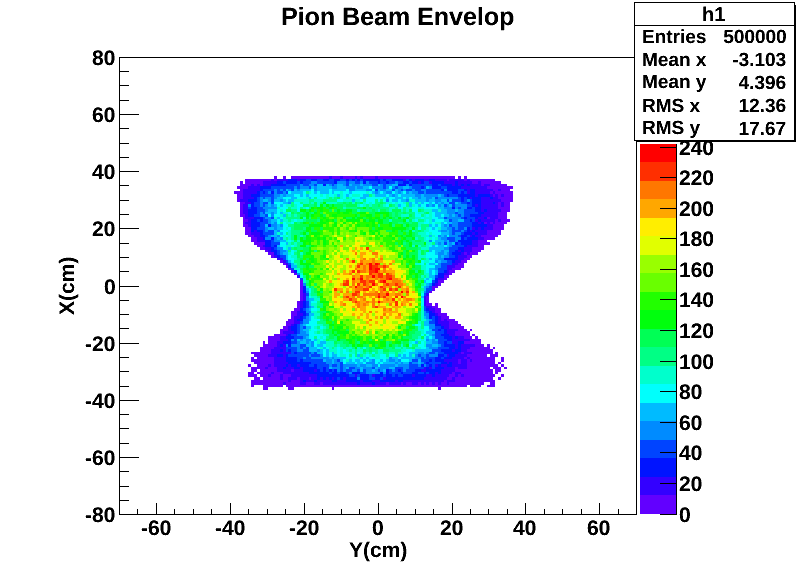 Pion Beam Envelop
h1
Entries 500000
Mean x -3.103
Mean y 4.396
RMS x 12.36
RMS y 17.67
80
60
40
20
0
-20
-40
-60
-80
X(cm)
-60 -40 -20 0 20 40 60
Y(cm)
240
220
200
180
160
140
120
100
80
60
40
20
0